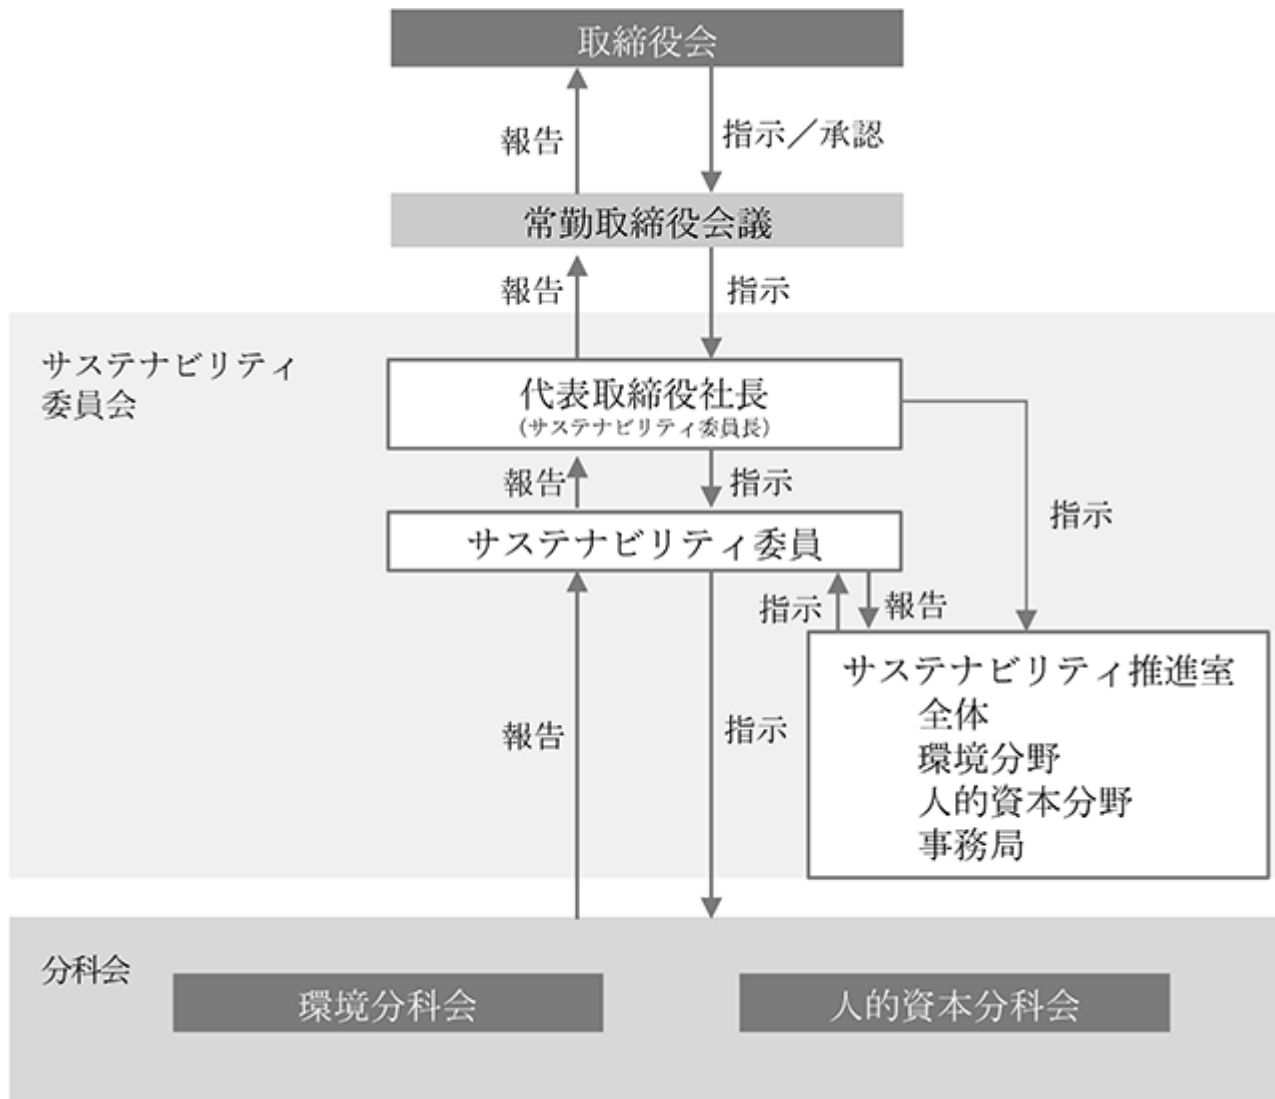 取締役会
報告
指示／承認
常勤取締役会議
報告
指示
サステナビリティ
委員会
代表取締役社長
(サステナビリティ委員長)
報告
指示
指示
サステナビリティ委員
指示
報告
サステナビリティ推進室
全体
環境分野
人的資本分野
事務局
報告
指示
分科会
環境分科会
人的資本分科会